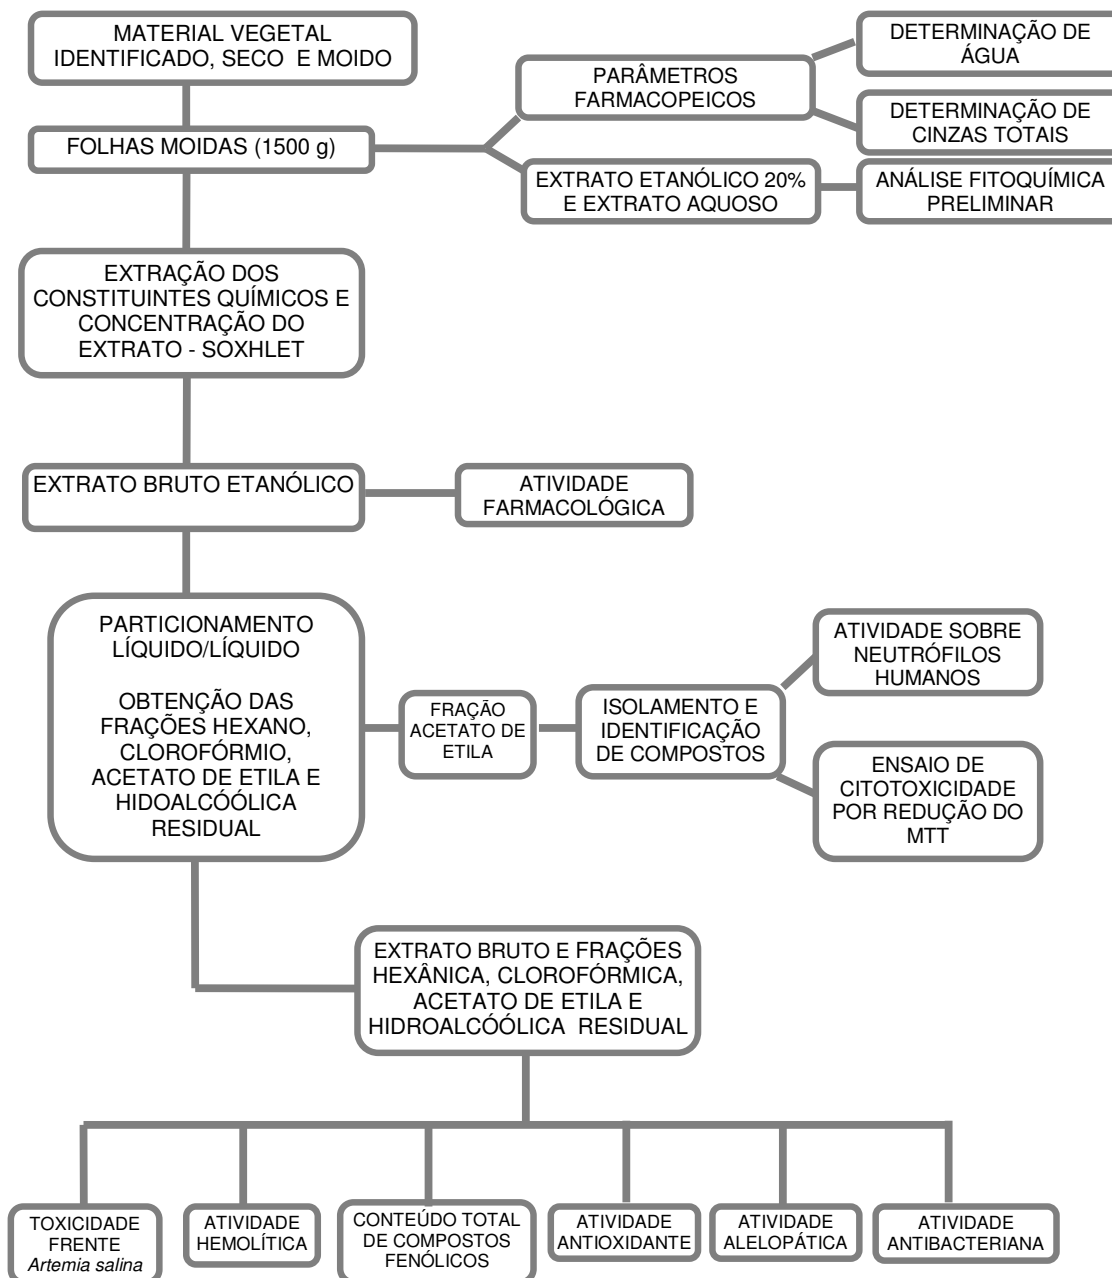 MATERIAL VEGETAL
IDENTIFICADO, SECO E MOIDO
FOLHAS MOIDAS (1500 g)
PARÂMETROS
FARMACOPEICOS
DETERMINAÇÃO DE
ÁGUA
DETERMINAÇÃO DE
CINZAS TOTAIS
EXTRATO ETANÓLICO 20%
E EXTRATO AQUOSO
ANÁLISE FITOQUÍMICA
PRELIMINAR
EXTRAÇÃO DOS
CONSTITUINTES QUÍMICOS E
CONCENTRAÇÃO DO
EXTRATO - SOXHLET
EXTRATO BRUTO ETANÓLICO
ATIVIDADE
FARMACOLÓGICA
PARTICIONAMENTO
LÍQUIDO/LÍQUIDO
OBTENÇÃO DAS
FRAÇÕES HEXANO,
CLOROFÓRMIO,
ACETATO DE ETILA E
HIDOALCÓÓLICA
RESIDUAL
FRAÇÃO
ACETATO DE
ETILA
ISOLAMENTO E
IDENTIFICAÇÃO
DE COMPOSTOS
ATIVIDADE SOBRE
NEUTRÓFILOS
HUMANOS
ENSAIO DE
CITOTOXICIDADE
POR REDUÇÃO DO
MTT
EXTRATO BRUTO E FRAÇÕES
HEXÂNICA, CLOROFÓRMICA,
ACETATO DE ETILA E
HIDROALCÓÓLICA RESIDUAL
TOXICIDADE
FRENTE
Artemia salina
ATIVIDADE
HEMOLÍTICA
CONTEÚDO TOTAL
DE COMPOSTOS
FENÓLICOS
ATIVIDADE
ANTIOXIDANTE
ATIVIDADE
ALELOPÁTICA
ATIVIDADE
ANTIBACTERIANA